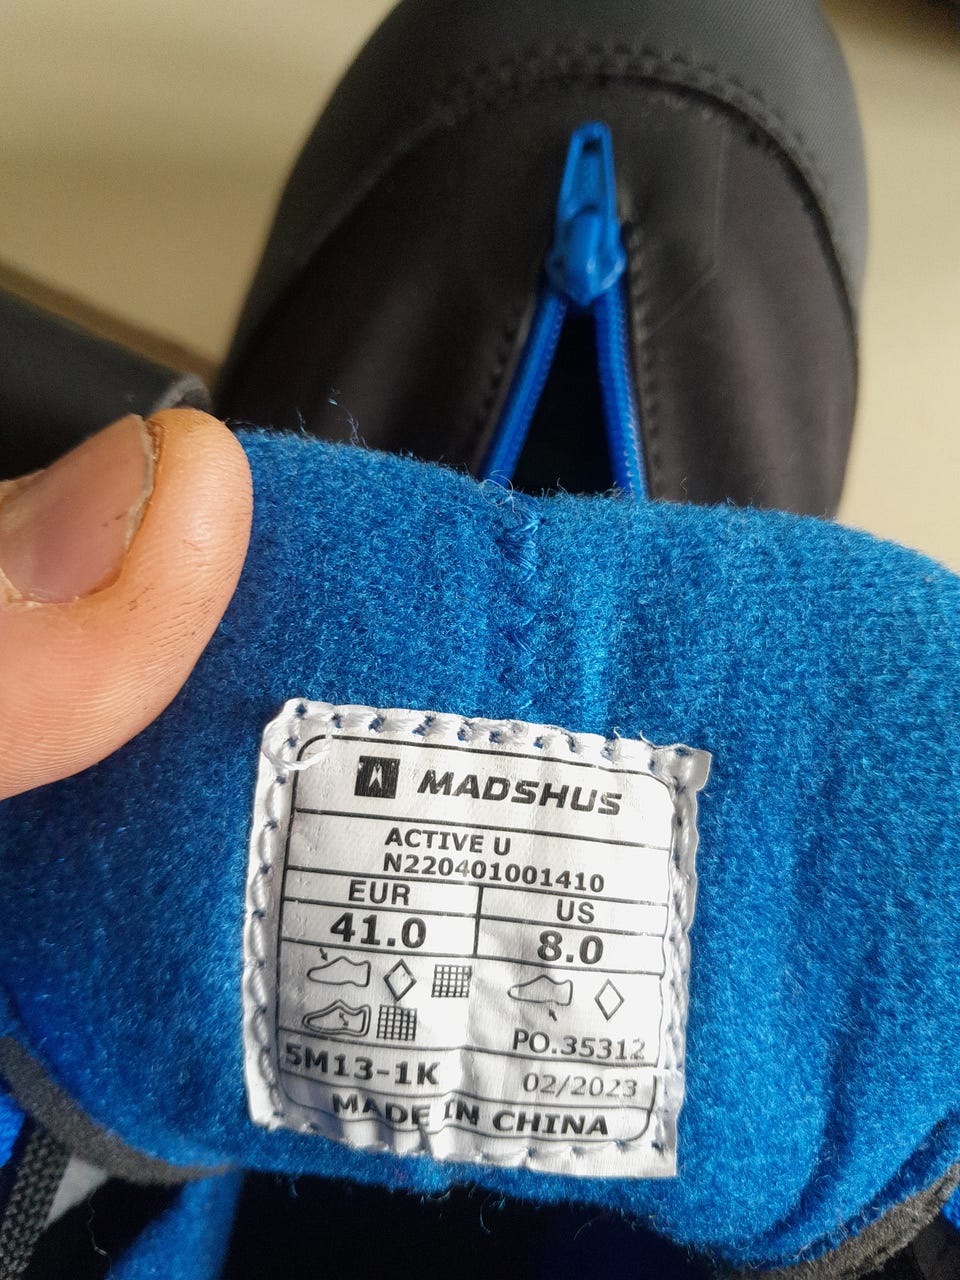 MADSHUS
ACTIVE U
N220401001410
EUR US
41.0 8.0
PO.35312
5M13-1K 02/2023
MADE IN CHINA